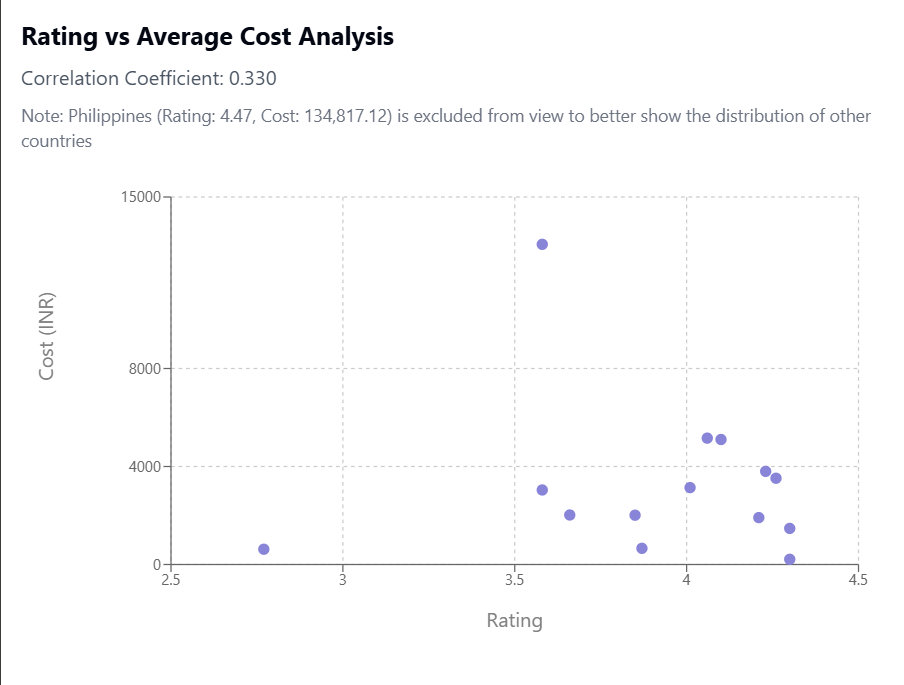 Rating vs Average Cost Analysis
Correlation Coefficient: 0.330
Note: Philippines (Rating: 4.47, Cost: 134,817.12) is excluded from view to better show the distribution of other
countries
15000
8000
4000
0
Cost (INR)
2.5
3
3.5
4
4.5
Rating